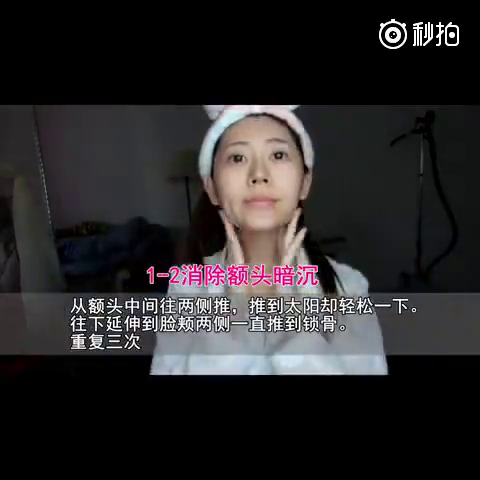 秒拍
1-2消除额头暗沉
从额头中间往两侧推，推到太阳却轻松一下。
往下延伸到脸颊两侧一直推到锁骨。
重复三次